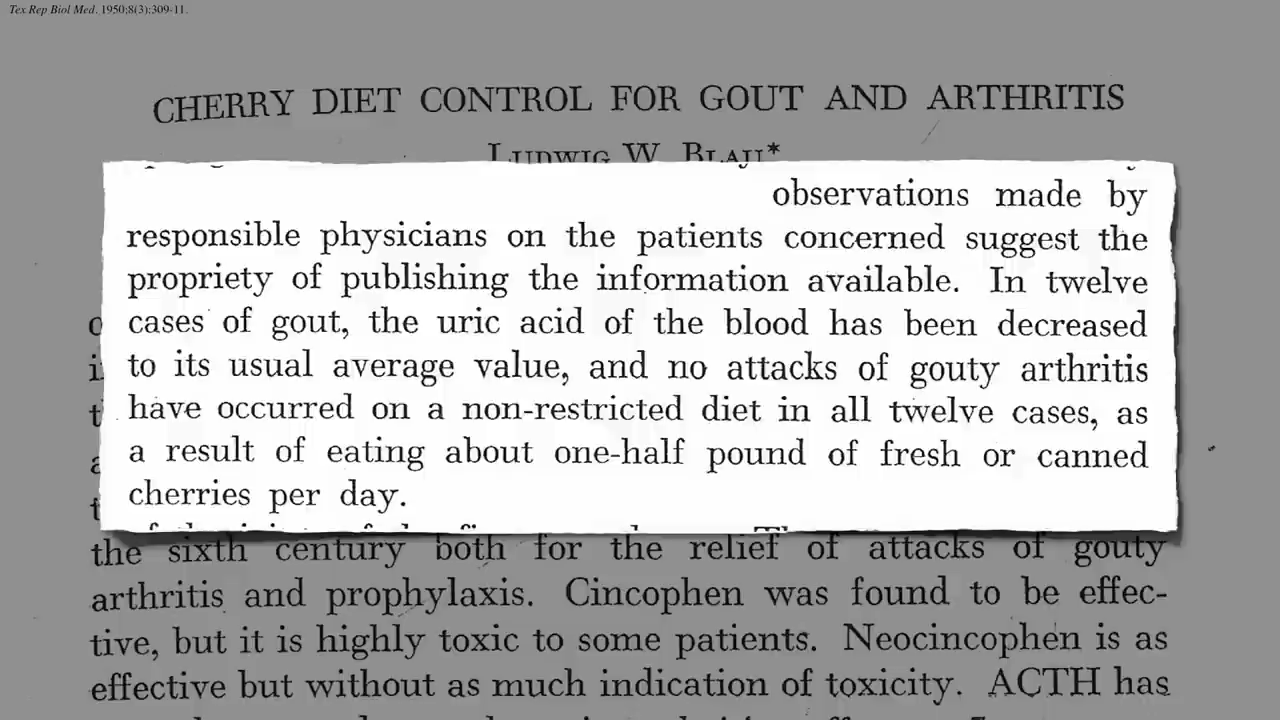 Tex Rep Biol Med. 1950;8(3):309-11.
CHERRY DIET CONTROL FOR GOUT AND ARTHRITIS
LUDWIG W. BLAU*
observations made by
responsible physicians on the patients concerned suggest the
propriety of publishing the information available. In twelve
cases of gout, the uric acid of the blood has been decreased
to its usual average value, and no attacks of gouty arthritis
have occurred on a non-restricted diet in all twelve cases, as
a result of eating about one-half pound of fresh or canned
cherries per day.
the sixth century both for the relief of attacks of gouty
arthritis and prophylaxis. Cincophen was found to be effec-
tive, but it is highly toxic to some patients. Neocincophen is as
effective but without as much indication of toxicity. ACTH has